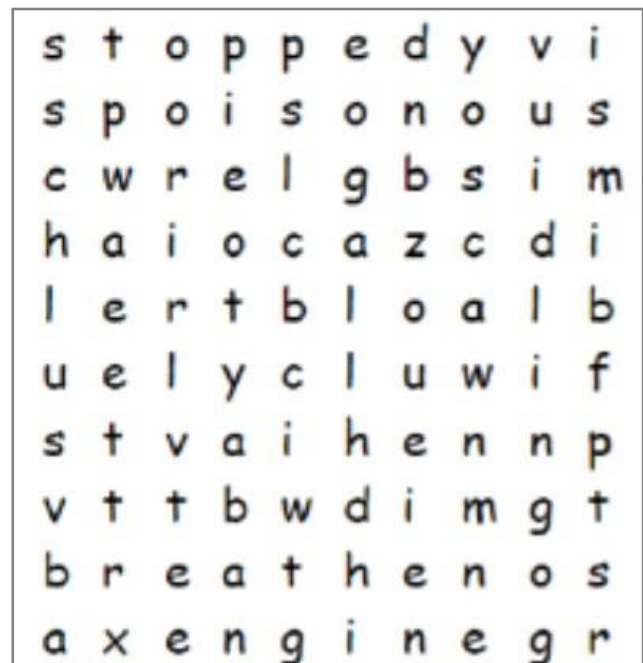 s t o p p e d y v i
s p o i s o n o u s
c w r e l g b s i m
h a i o c a z c d i
l e r t b l o a l b
u e l y c l u w i f
s t v a i h e n n p
v t t b w d i m g t
b r e a t h e n o s
a x e n g i n e g r